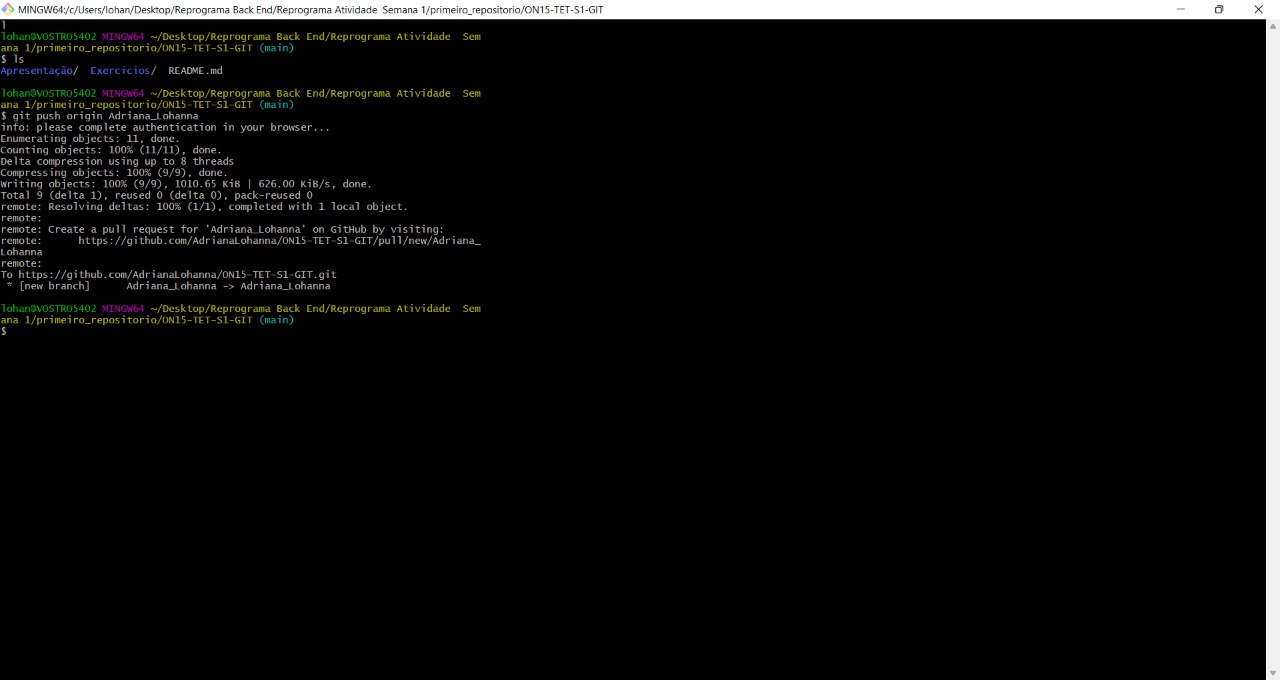 MINGW64:/c/Users/lohan/Desktop/Reprograma Back End/Reprograma Atividade  Semana 1/primeiro_repositorio/ON15-TET-S1-GIT
l
lohan@VOSTRO5402 MINGW64 ~/Desktop/Reprograma Back End/Reprograma Atividade  Sem
ana 1/primeiro_repositorio/ON15-TET-S1-GIT (main)
$ ls
Apresentação/  Exercicios/  README.md
lohan@VOSTRO5402 MINGW64 ~/Desktop/Reprograma Back End/Reprograma Atividade  Sem
ana 1/primeiro_repositorio/ON15-TET-S1-GIT (main)
$ git push origin Adriana_Lohanna
info: please complete authentication in your browser...
Enumerating objects: 11, done.
Counting objects: 100% (11/11), done.
Delta compression using up to 8 threads
Compressing objects: 100% (9/9), done.
Writing objects: 100% (9/9), 1010.65 KiB | 626.00 KiB/s, done.
Total 9 (delta 1), reused 0 (delta 0), pack-reused 0
remote: Resolving deltas: 100% (1/1), completed with 1 local object.
remote:
remote: Create a pull request for 'Adriana_Lohanna' on GitHub by visiting:
remote:      https://github.com/AdrianaLohanna/ON15-TET-S1-GIT/pull/new/Adriana_
Lohanna
remote:
To https://github.com/AdrianaLohanna/ON15-TET-S1-GIT.git
 * [new branch]      Adriana_Lohanna -> Adriana_Lohanna
lohan@VOSTRO5402 MINGW64 ~/Desktop/Reprograma Back End/Reprograma Atividade  Sem
ana 1/primeiro_repositorio/ON15-TET-S1-GIT (main)
$